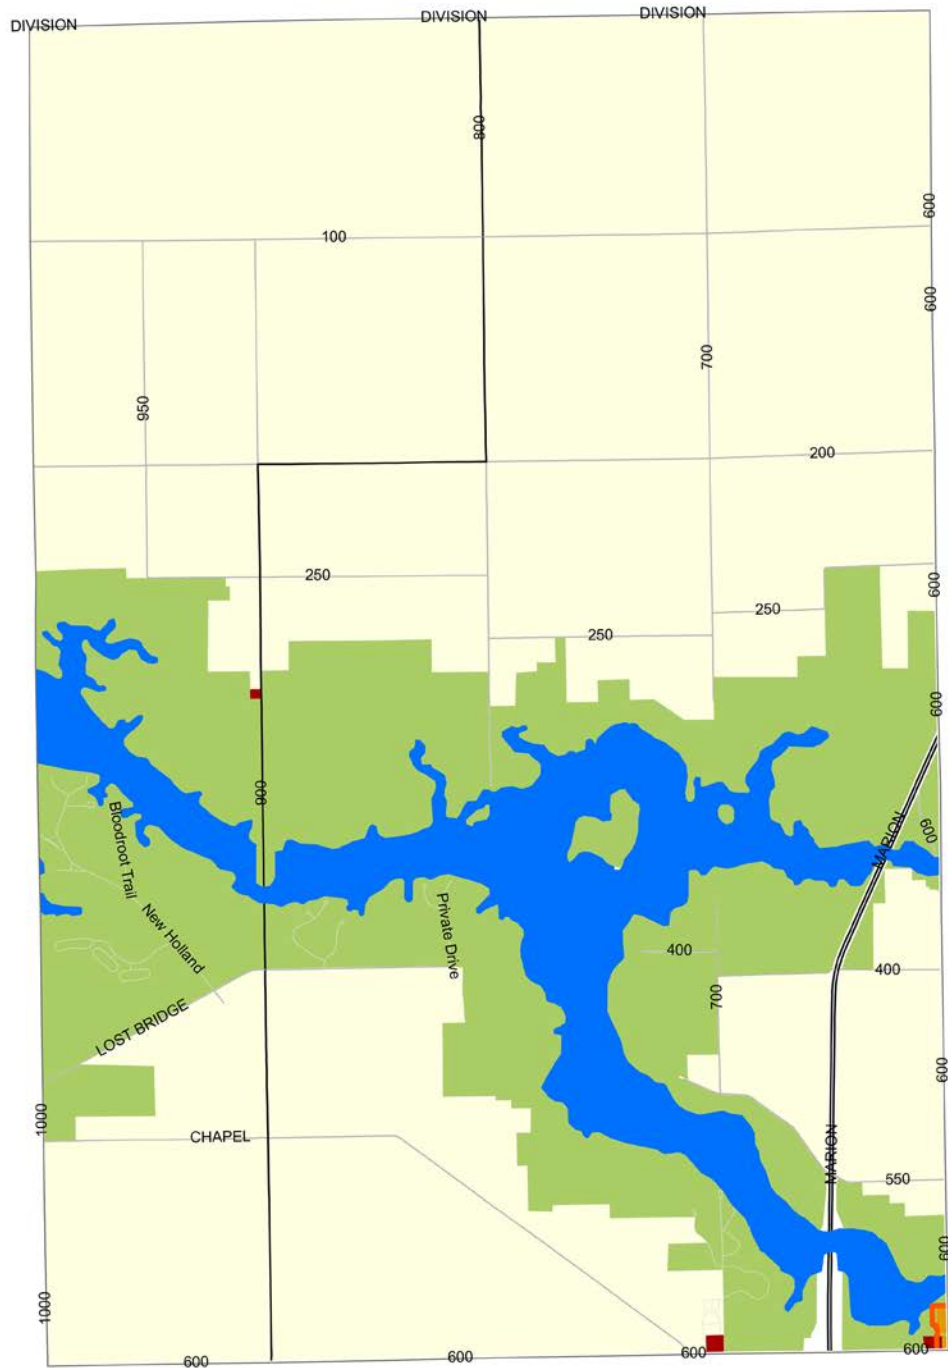 DIVISION
DIVISION
DIVISION
800
600
100
600
700
950
200
250
600
250
250
600
900
600
MARION
Bloodroot Trail
Private Drive
New Holland
400
400
700
LOST BRIDGE
600
1000
CHAPEL
MARION
550
600
1000
600
600
600
600